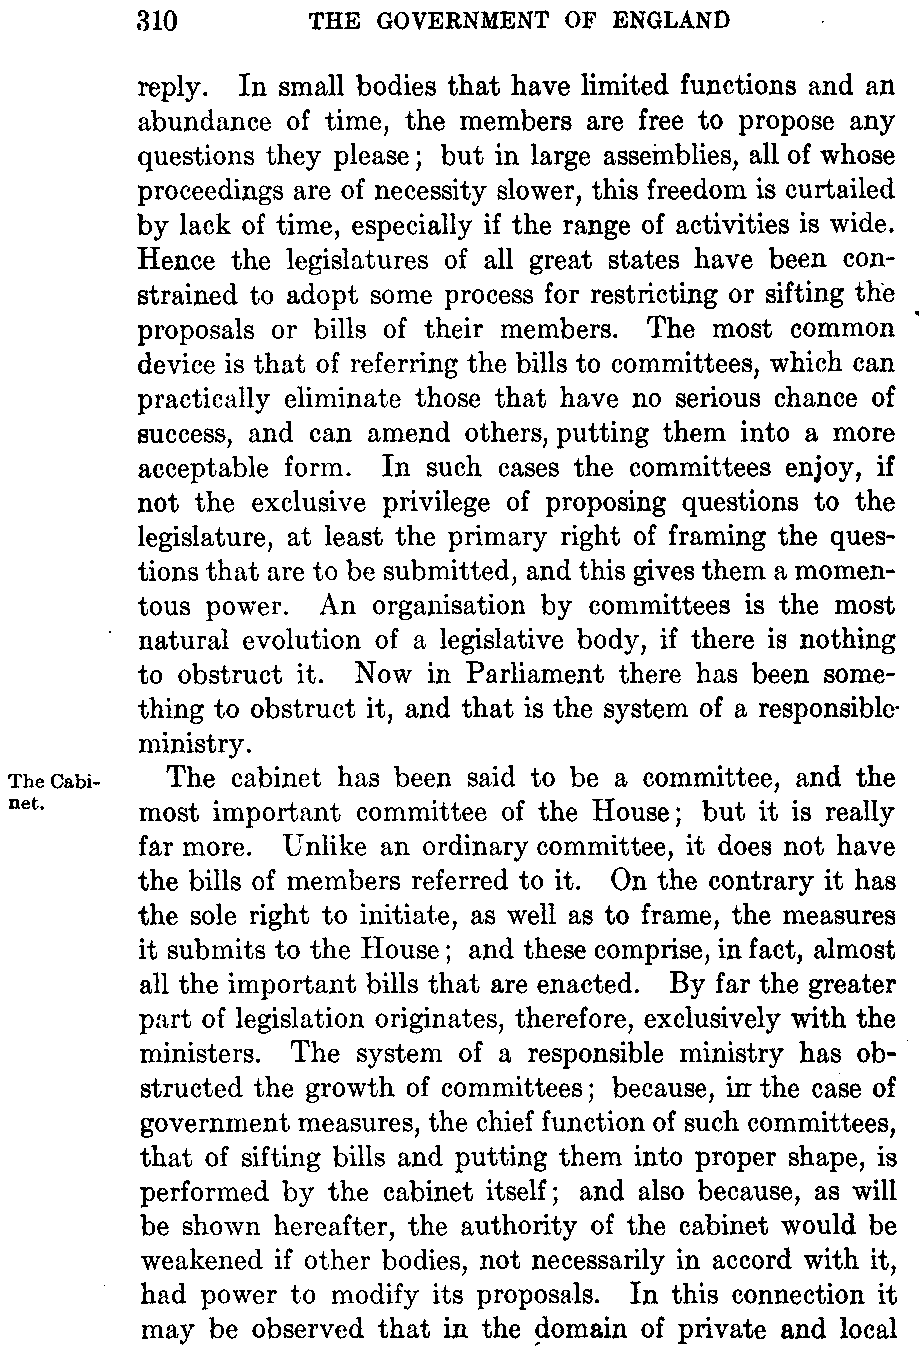 310 THE GOVERNMENT OF ENGLAND
reply. In small bodies that have limited functions and an
abundance of time, the members are free to propose any
questions they please; but in large assemblies, all of whose
proceedings are of necessity slower, this freedom is curtailed
by lack of time, especially if the range of activities is wide.
Hence the legislatures of all great states have been con-
strained to adopt some process for restricting or sifting the
proposals or bills of their members. The most common
device is that of referring the bills to committees, which can
practically eliminate those that have no serious chance of
success, and can amend others, putting them into a more
acceptable form. In such cases the committees enjoy, if
not the exclusive privilege of proposing questions to the
legislature, at least the primary right of framing the ques-
tions that are to be submitted, and this gives them a momen-
tous power. An organisation by committees is the most
natural evolution of a legislative body, if there is nothing
to obstruct it. Now in Parliament there has been some-
thing to obstruct it, and that is the system of a responsible
ministry.
The Cabi-
net.
The cabinet has been said to be a committee, and the
most important committee of the House; but it is really
far more. Unlike an ordinary committee, it does not have
the bills of members referred to it. On the contrary it has
the sole right to initiate, as well as to frame, the measures
it submits to the House; and these comprise, in fact, almost
all the important bills that are enacted. By far the greater
part of legislation originates, therefore, exclusively with the
ministers. The system of a responsible ministry has ob-
structed the growth of committees; because, in the case of
government measures, the chief function of such committees,
that of sifting bills and putting them into proper shape, is
performed by the cabinet itself; and also because, as will
be shown hereafter, the authority of the cabinet would be
weakened if other bodies, not necessarily in accord with it,
had power to modify its proposals. In this connection it
may be observed that in the domain of private and local